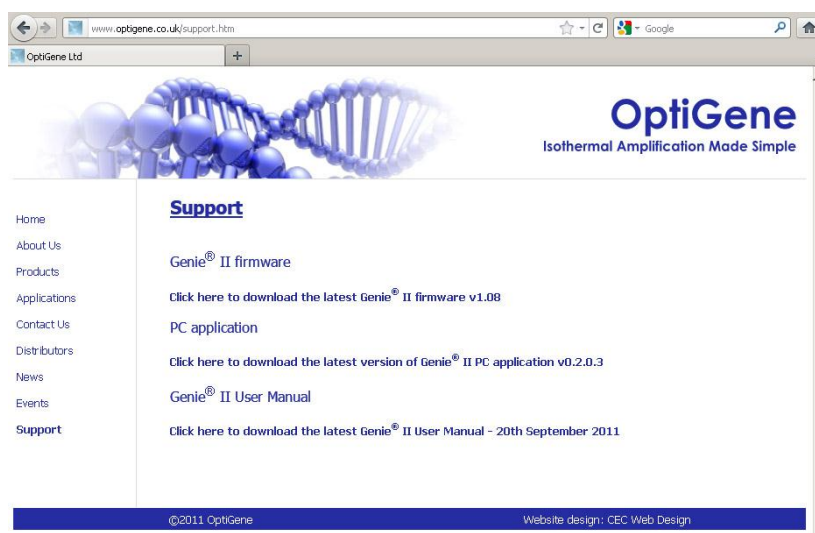 www.optigene.co.uk/support.htm
Google
OptiGene Ltd
OptiGene
Isothermal Amplification Made Simple
Home
About Us
Products
Applications
Contact Us
Distributors
News
Events
Support
Support
Genie® II firmware
Click here to download the latest Genie® II firmware v1.08
PC application
Click here to download the latest version of Genie® II PC application v0.2.0.3
Genie® II User Manual
Click here to download the latest Genie® II User Manual - 20th September 2011
©2011 OptiGene
Website design: CEC Web Design